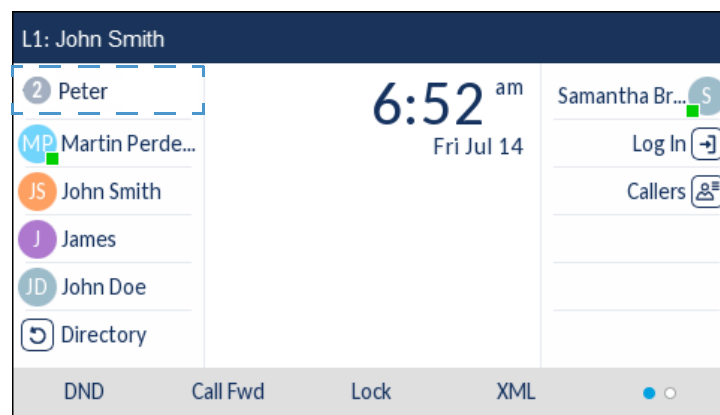 L1: John Smith
2 Peter
MP Martin Perde...
JS John Smith
J James
JD John Doe
Directory
6:52 am
Fri Jul 14
Samantha Br... S
Log In
Callers
DND Call Fwd Lock XML